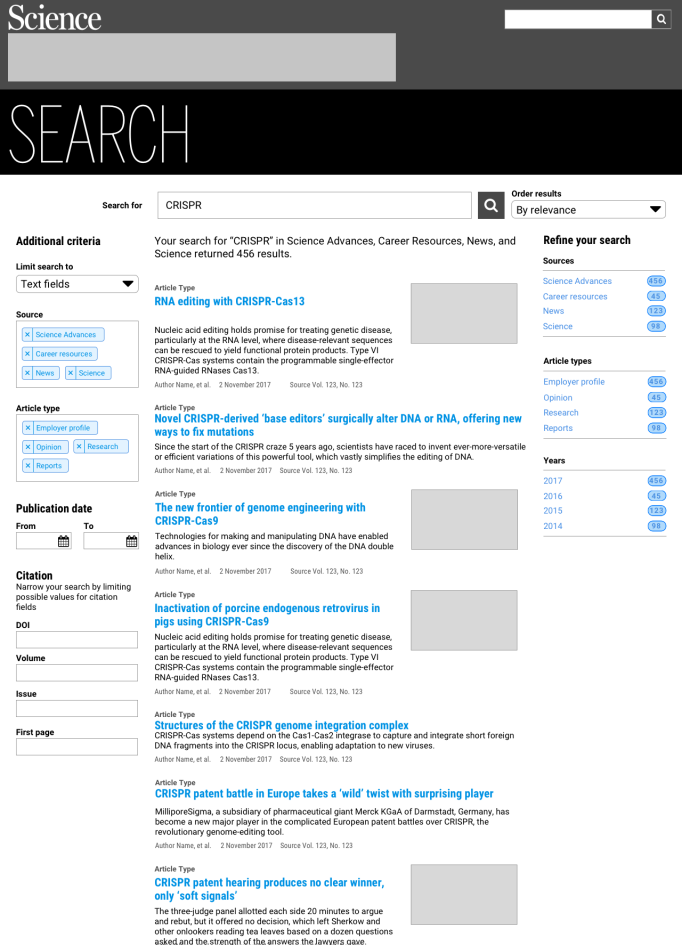 Science
SEARCH
Search for
CRISPR
Order results
By relevance
Additional criteria
Limit search to
Text fields
Source
× Science Advances
× Career resources
× News × Science
Article type
× Employer profile
× Opinion × Research
× Reports
Publication date
From To
Citation
Narrow your search by limiting
possible values for citation
fields
DOI
Volume
Issue
First page
Your search for “CRISPR” in Science Advances, Career Resources, News, and
Science returned 456 results.
Article Type
RNA editing with CRISPR-Cas13
Nucleic acid editing holds promise for treating genetic disease,
particularly at the RNA level, where disease-relevant sequences
can be rescued to yield functional protein products. Type VI
CRISPR-Cas systems contain the programmable single-effector
RNA-guided RNases Cas13.
Author Name, et al. 2 November 2017 Source Vol. 123, No. 123
Article Type
Novel CRISPR-derived ‘base editors’ surgically alter DNA or RNA, offering new
ways to fix mutations
Since the start of the CRISPR craze 5 years ago, scientists have raced to invent ever-more-versatile
or efficient variations of this powerful tool, which vastly simplifies the editing of DNA.
Author Name, et al. 2 November 2017 Source Vol. 123, No. 123
Article Type
The new frontier of genome engineering with
CRISPR-Cas9
Technologies for making and manipulating DNA have enabled
advances in biology ever since the discovery of the DNA double
helix.
Author Name, et al. 2 November 2017 Source Vol. 123, No. 123
Article Type
Inactivation of porcine endogenous retrovirus in
pigs using CRISPR-Cas9
Nucleic acid editing holds promise for treating genetic disease,
particularly at the RNA level, where disease-relevant sequences
can be rescued to yield functional protein products. Type VI
CRISPR-Cas systems contain the programmable single-effector
RNA-guided RNases Cas13.
Author Name, et al. 2 November 2017 Source Vol. 123, No. 123
Article Type
Structures of the CRISPR genome integration complex
CRISPR-Cas systems depend on the Cas1-Cas2 integrase to capture and integrate short foreign
DNA fragments into the CRISPR locus, enabling adaptation to new viruses.
Author Name, et al. 2 November 2017 Source Vol. 123, No. 123
Article Type
CRISPR patent battle in Europe takes a ‘wild’ twist with surprising player
MilliporeSigma, a subsidiary of pharmaceutical giant Merck KGaA of Darmstadt, Germany, has
become a new major player in the complicated European patent battles over CRISPR, the
revolutionary genome-editing tool.
Author Name, et al. 2 November 2017 Source Vol. 123, No. 123
Article Type
CRISPR patent hearing produces no clear winner,
only ‘soft signals’
The three-judge panel allotted each side 20 minutes to argue
and rebut, but it offered no decision, which left Sherkow and
other onlookers reading tea leaves based on a dozen questions
asked and the strength of the answers the lawyers gave.
Refine your search
Sources
Science Advances 456
Career resources 45
News 123
Science 98
Article types
Employer profile 456
Opinion 45
Research 123
Reports 98
Years
2017 456
2016 45
2015 123
2014 98